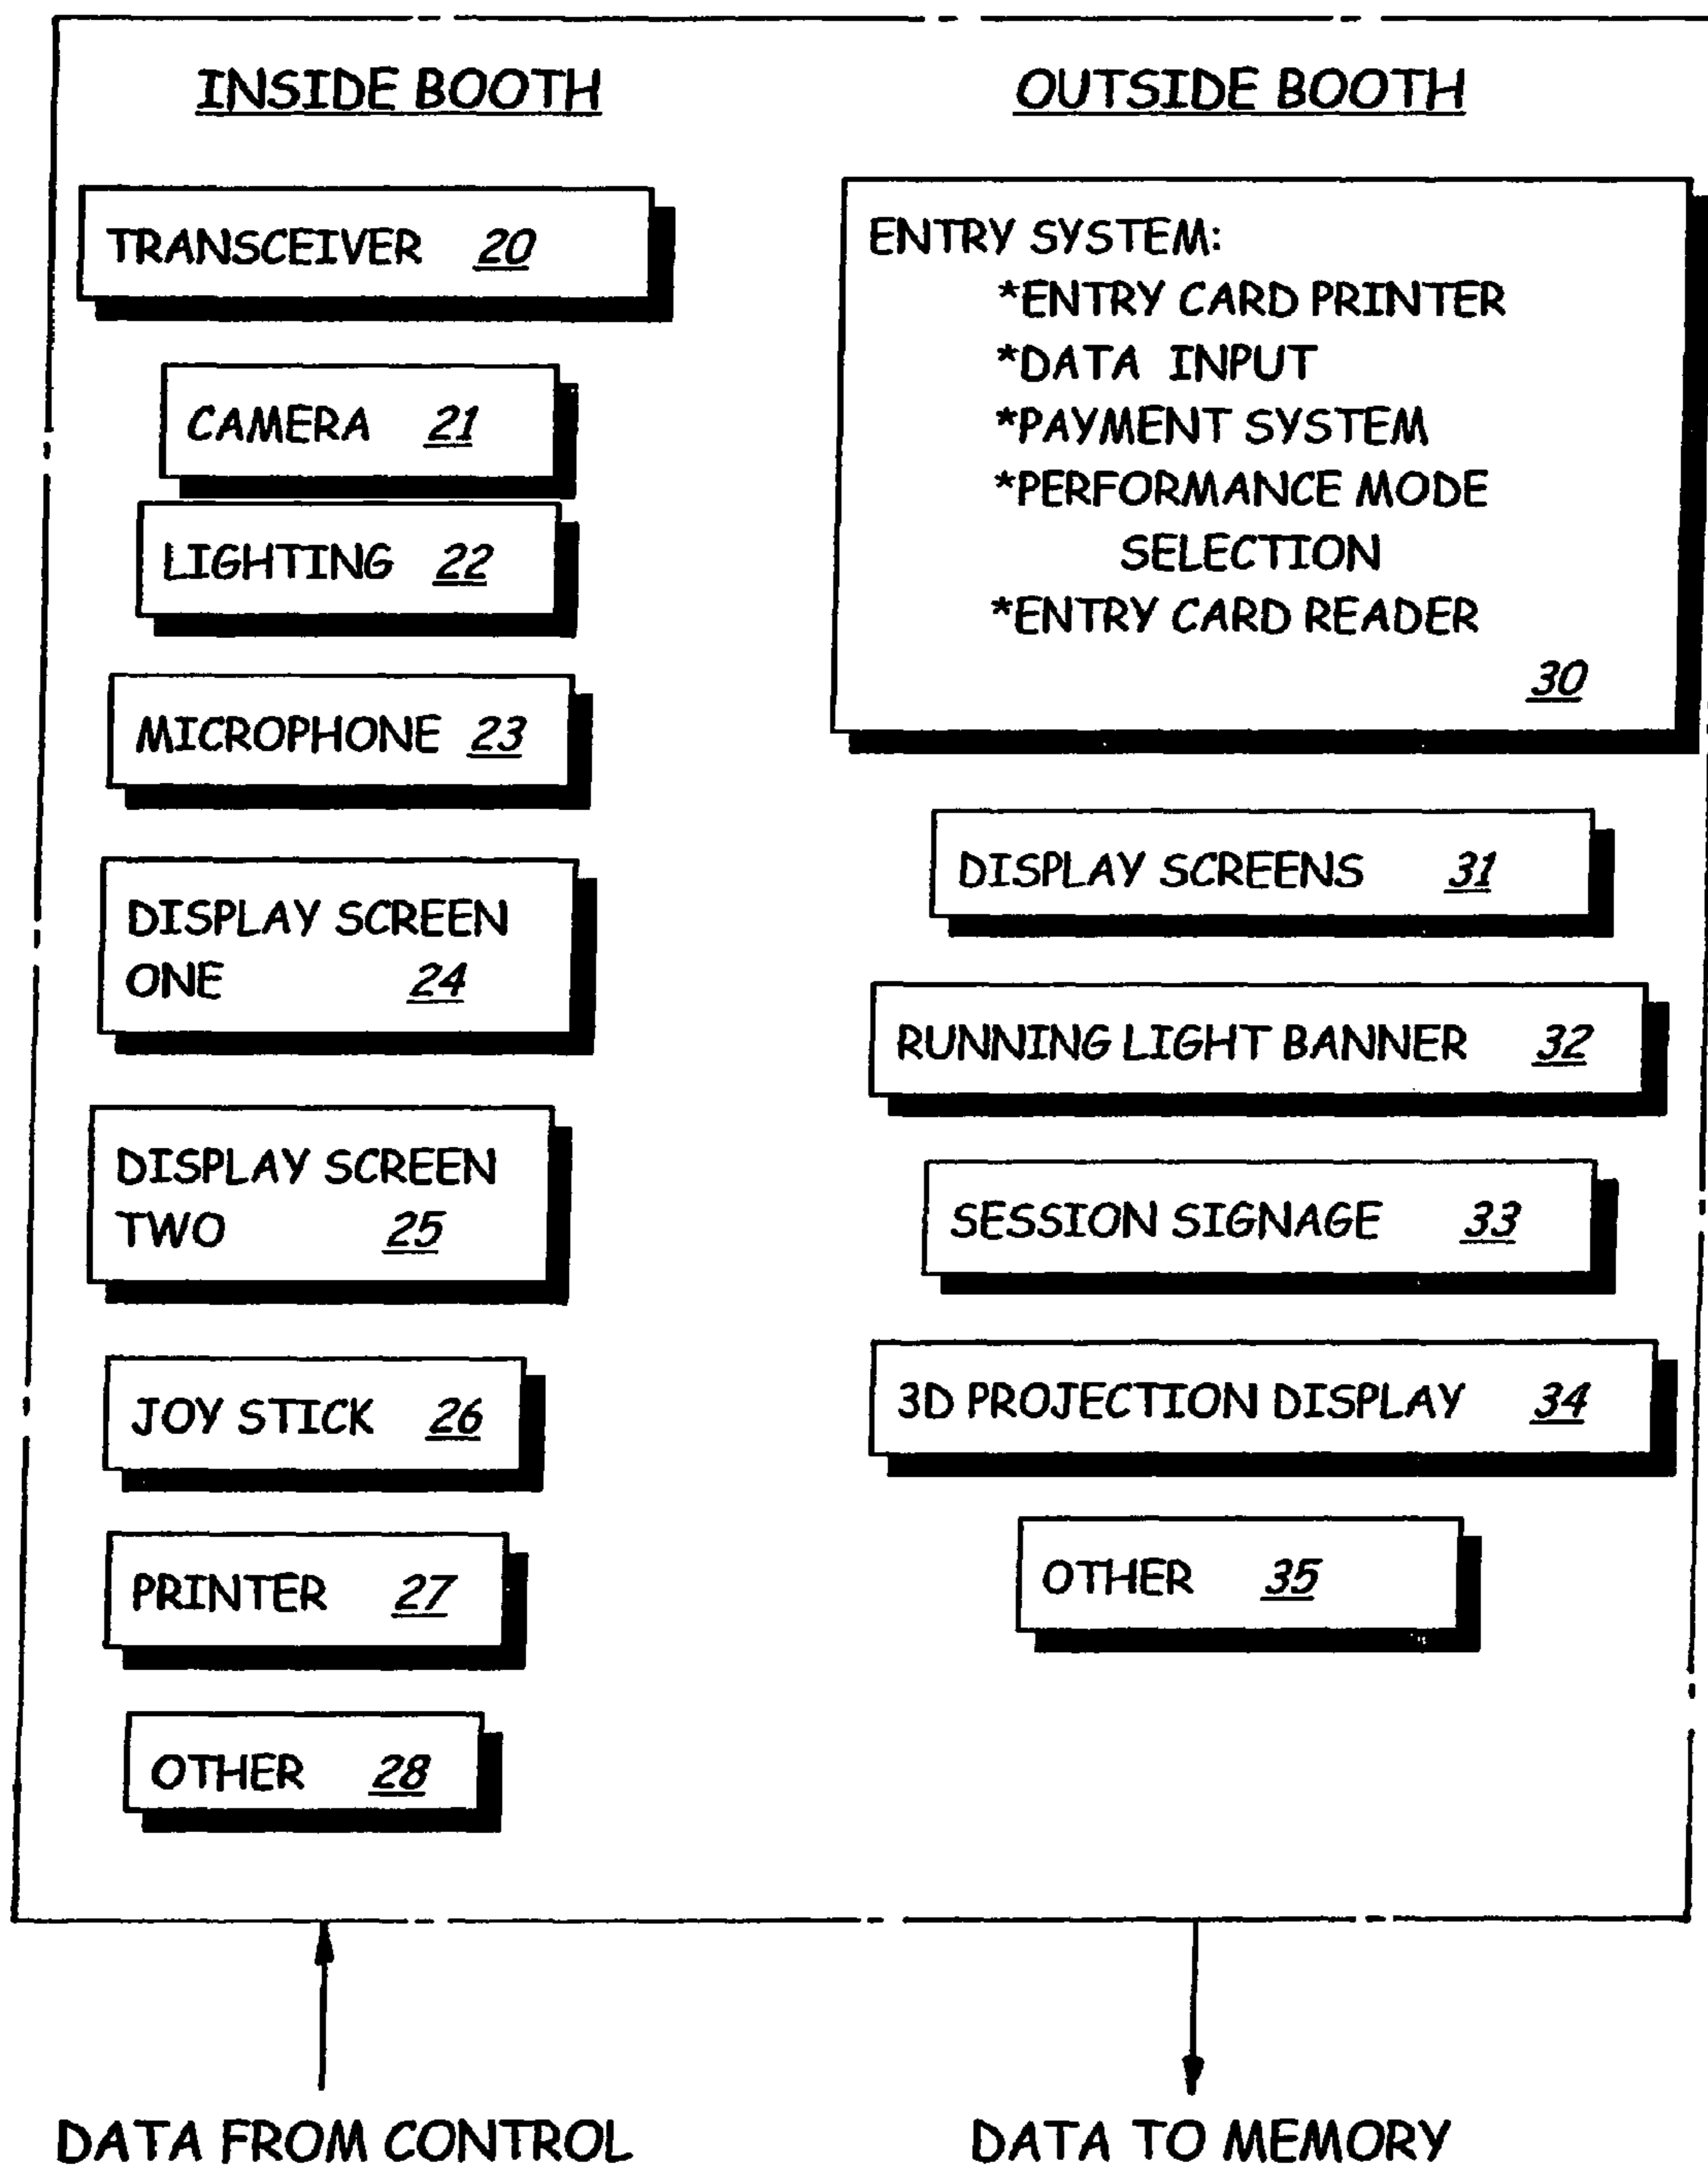 INSIDE BOOTH
TRANSCEIVER 20
CAMERA 21
LIGHTING 22
MICROPHONE 23
DISPLAY SCREEN
ONE 24
DISPLAY SCREEN
TWO 25
JOY STICK 26
PRINTER 27
OTHER 28
OUTSIDE BOOTH
ENTRY SYSTEM:
*ENTRY CARD PRINTER
*DATA INPUT
*PAYMENT SYSTEM
*PERFORMANCE MODE
SELECTION
*ENTRY CARD READER
30
DISPLAY SCREENS 31
RUNNING LIGHT BANNER 32
SESSION SIGNAGE 33
3D PROJECTION DISPLAY 34
OTHER 35
DATA FROM CONTROL
DATA TO MEMORY